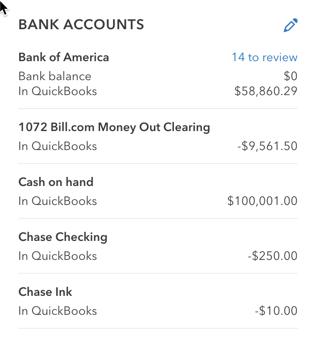 BANK ACCOUNTS
Bank of America 14 to review
Bank balance $0
In QuickBooks $58,860.29
1072 Bill.com Money Out Clearing
In QuickBooks -$9,561.50
Cash on hand
In QuickBooks $100,001.00
Chase Checking
In QuickBooks -$250.00
Chase Ink
In QuickBooks -$10.00